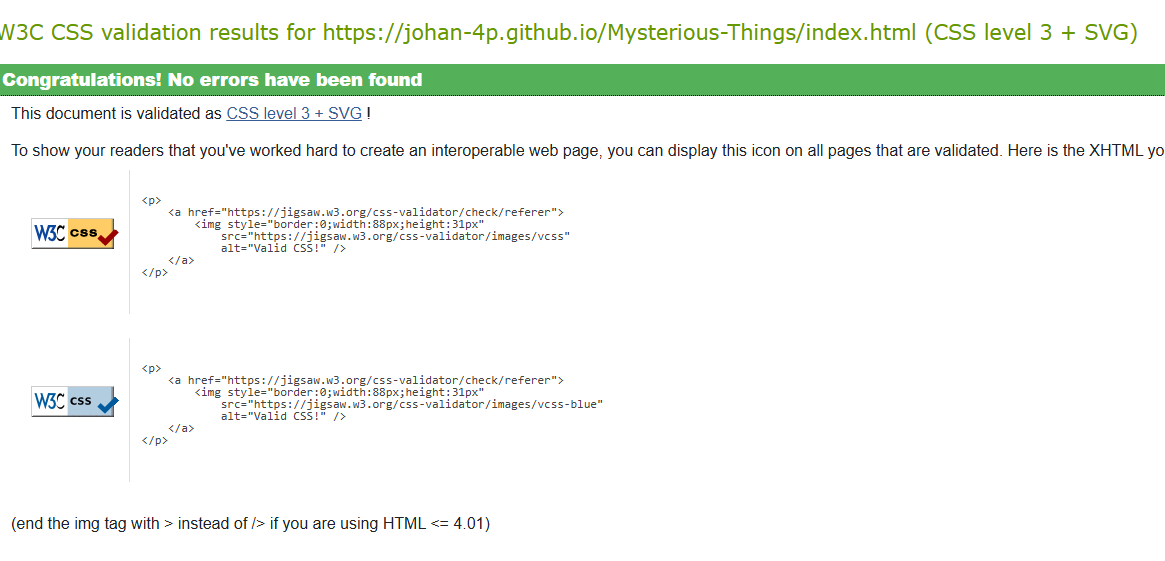 W3C CSS validation results for https://johan-4p.github.io/Mysterious-Things/index.html (CSS level 3 + SVG)
Congratulations! No errors have been found
This document is validated as CSS level 3 + SVG !
To show your readers that you've worked hard to create an interoperable web page, you can display this icon on all pages that are validated. Here is the XHTML yo
W3C css
<p>
<a href="https://jigsaw.w3.org/css-validator/check/referer">
<img style="border:0;width:88px;height:31px"
src="https://jigsaw.w3.org/css-validator/images/vcss"
alt="Valid CSS!" />
</a>
</p>
W3C css
<p>
<a href="https://jigsaw.w3.org/css-validator/check/referer">
<img style="border:0;width:88px;height:31px"
src="https://jigsaw.w3.org/css-validator/images/vcss-blue"
alt="Valid CSS!" />
</a>
</p>
(end the img tag with > instead of /> if you are using HTML <= 4.01)